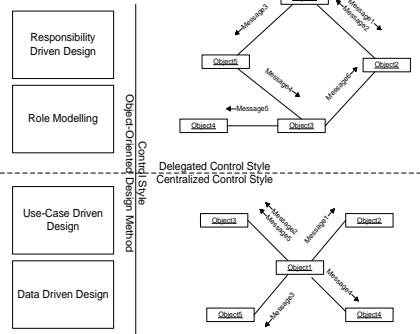 Message3
Message1
Message2
Responsibility
Driven Design
Object5
Object2
Message4
Message6
Role Modelling
Message5
Object4
Object3
Object-Oriented Design Method
Control Style
Delegated Control Style
Centralized Control Style
Use-Case Driven
Design
Object3
Message2
Message5
Message1
Object2
Object1
Data Driven Design
Message3
Message4
Object5
Object4